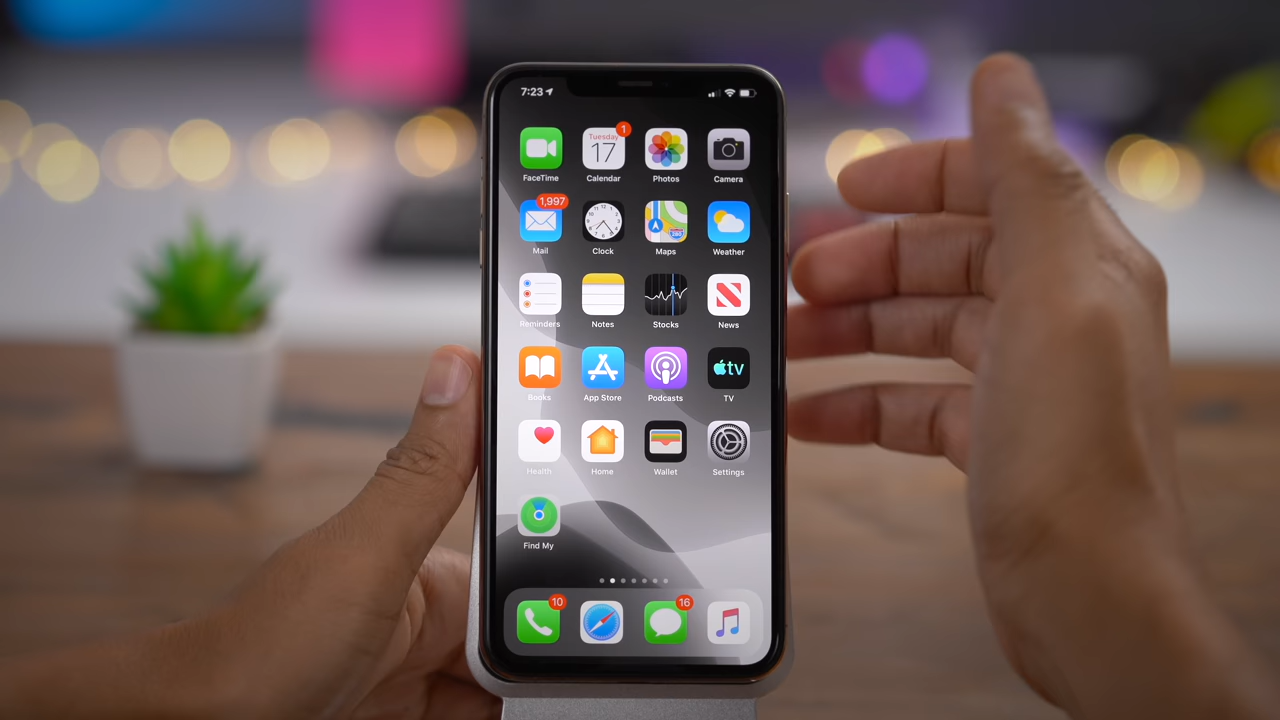 7:23
1
Tuesday
17
FaceTime Calendar Photos Camera
1,997
Mail Clock Maps Weather
Reminders Notes Stocks News
tv
Books App Store Podcasts TV
Health Home Wallet Settings
Find My
10 16